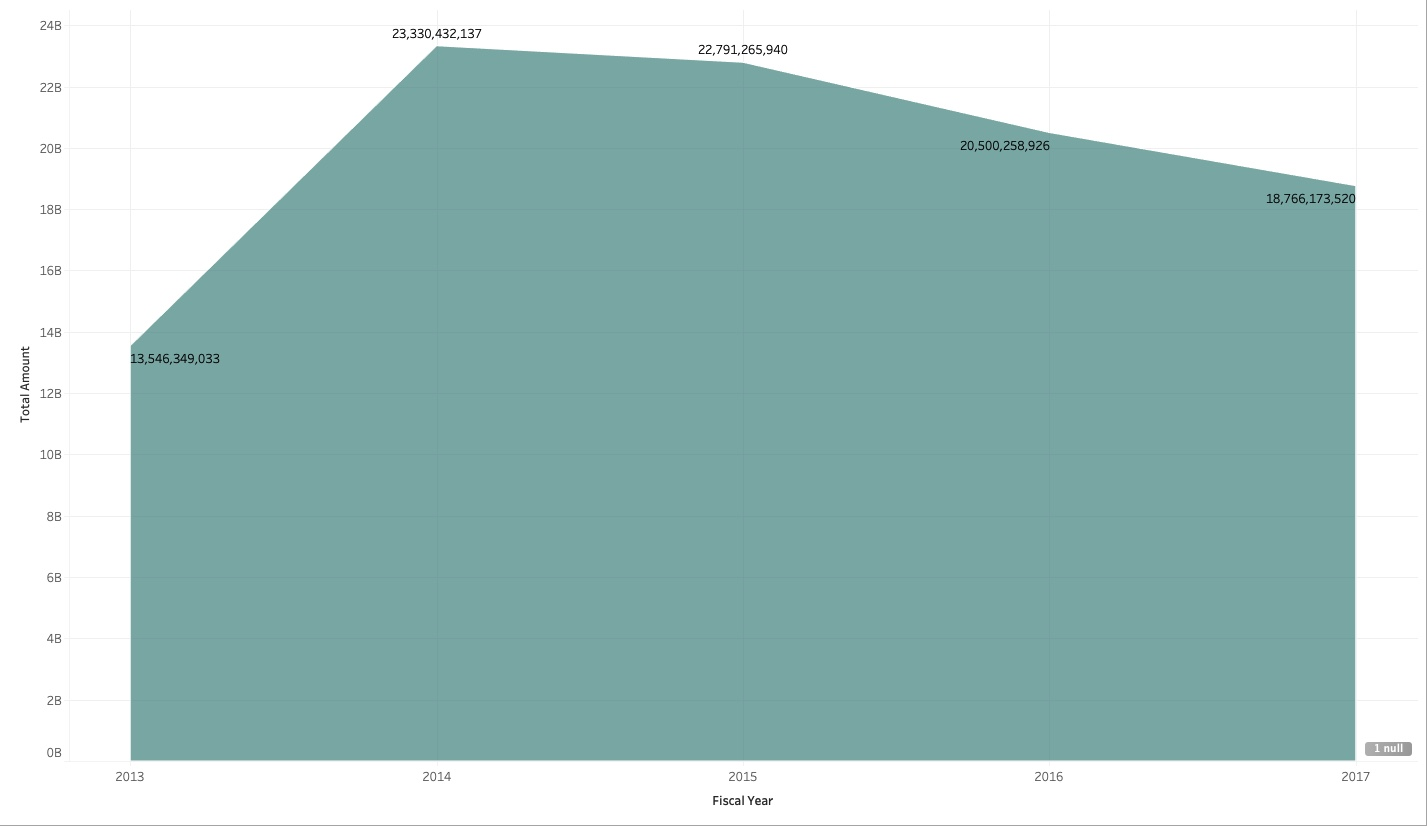 24B
22B
20B
18B
16B
14B
12B
10B
8B
6B
4B
2B
0B
Total Amount
23,330,432,137
22,791,265,940
20,500,258,926
18,766,173,520
13,546,349,033
1 null
2013 2014 2015 2016 2017
Fiscal Year